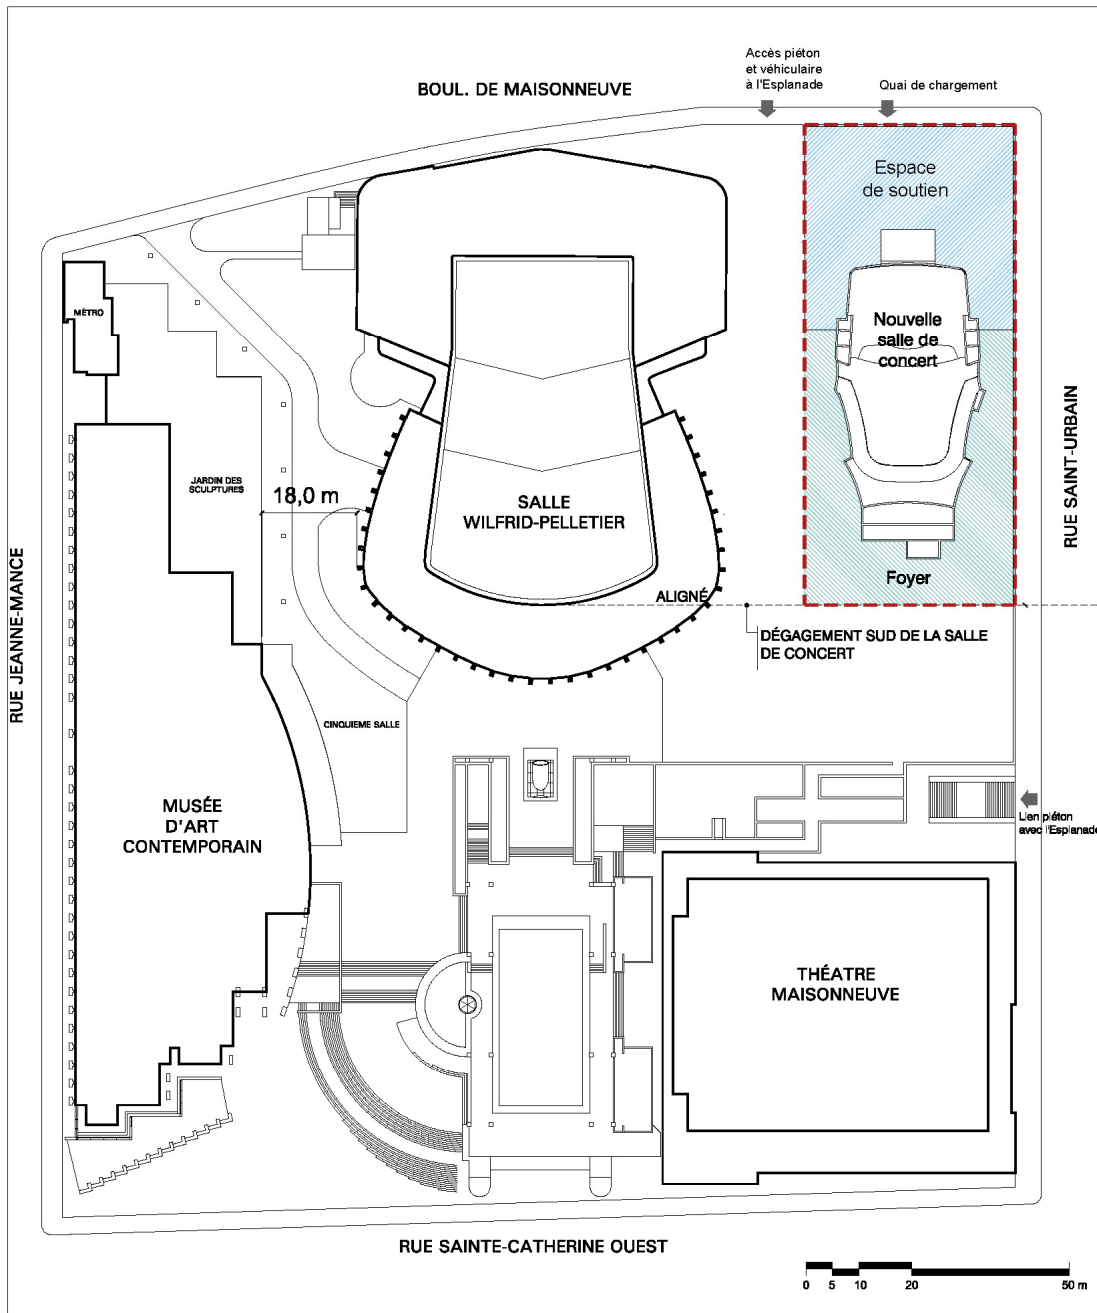 Accès piéton
et véhiculaire
à l'Esplanade
Quai de chargement
BOUL. DE MAISONNEUVE
Espace
de soutien
MÉTRO
Nouvelle
salle de
concert
RUE SAINT-URBAIN
JARDIN DES
SCULPTURES
18,0 m
SALLE
WILFRID-PELLETIER
RUE JEANNE-MANCE
Foyer
ALIGNÉ
DÉGAGEMENT SUD DE LA SALLE
DE CONCERT
CINQUIEME SALLE
MUSÉE
D'ART
CONTEMPORAIN
Lien piéton
avec l'Esplanade
THÉATRE
MAISONNEUVE
RUE SAINTE-CATHERINE OUEST
0 5 10 20 50 m